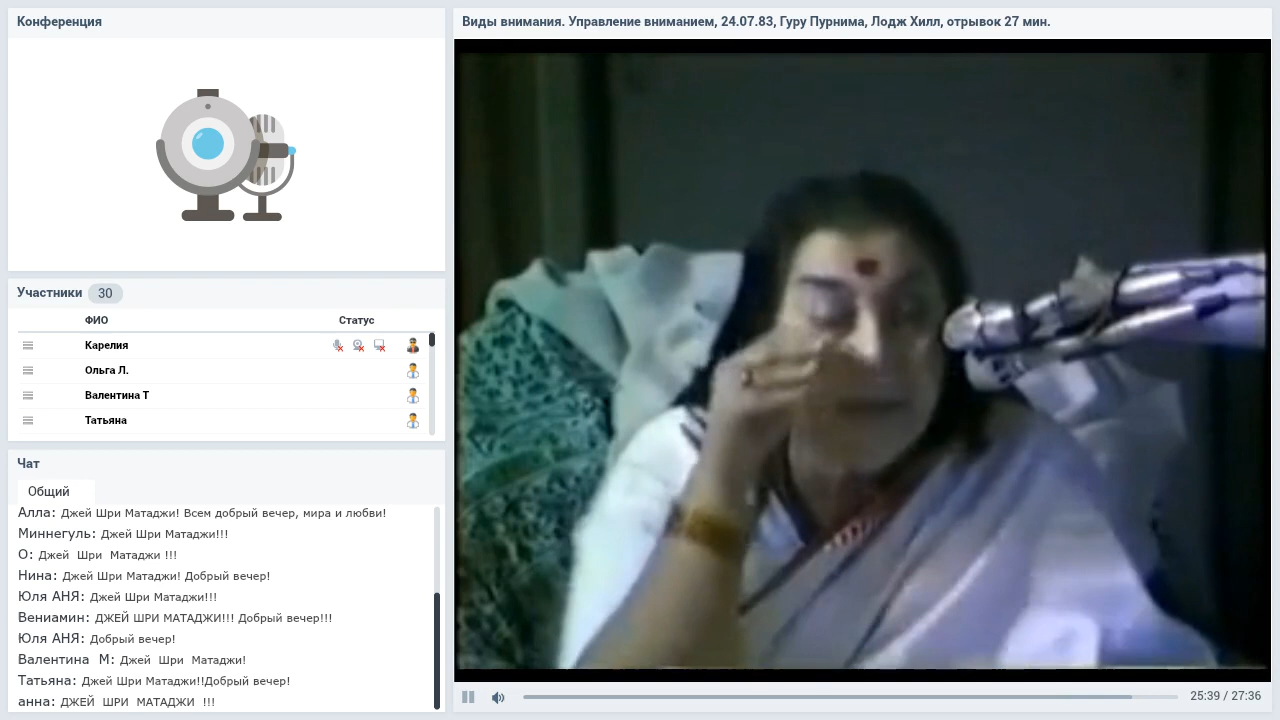 Конференция
Виды внимания. Управление вниманием, 24.07.83, Гуру Пурнима, Лодж Хилл, отрывок 27 мин.
Участники 30
ФИО Статус
Карелия
Ольга Л.
Валентина Т
Татьяна
Чат
Общий
Алла: Джей Шри Матаджи! Всем добрый вечер, мира и любви!
Миннегуль: Джей Шри Матаджи!!!
О: Джей Шри Матаджи !!!
Нина: Джей Шри Матаджи! Добрый вечер!
Юля АНЯ: Джей Шри Матаджи!!!
Вениамин: ДЖЕЙ ШРИ МАТАДЖИ!!! Добрый вечер!!!
Юля АНЯ: Добрый вечер!
Валентина М: Джей Шри Матаджи!
Татьяна: Джей Шри Матаджи!!Добрый вечер!
анна: ДЖЕЙ ШРИ МАТАДЖИ !!!
25:39 / 27:36